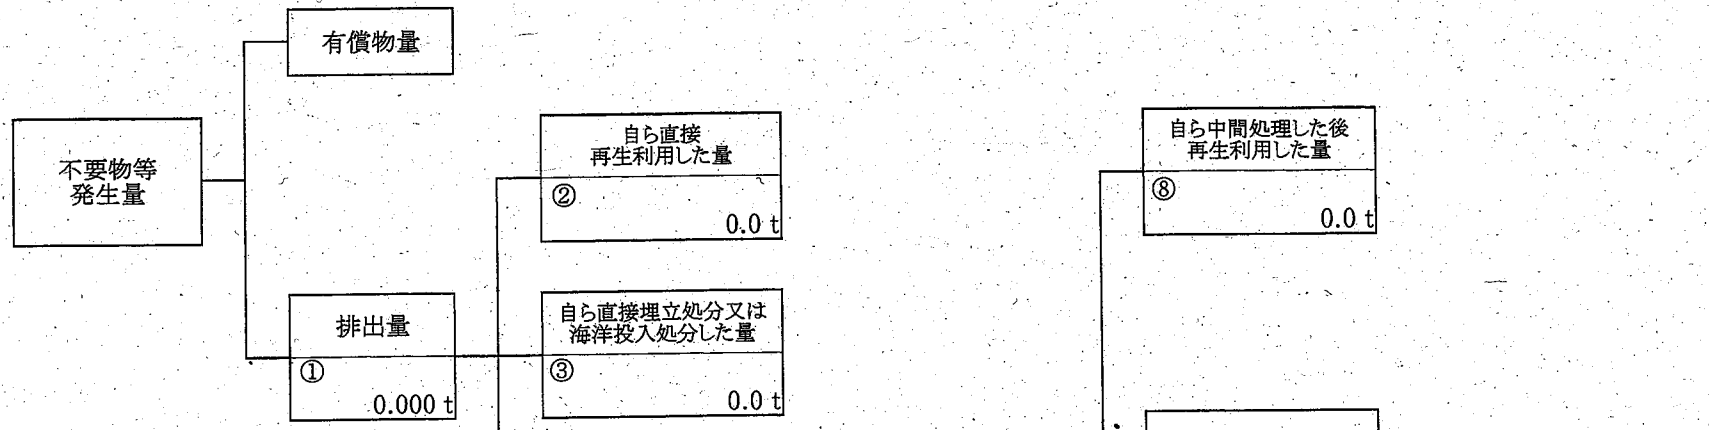 有償物量
不要物等
発生量
自ら直接
再生利用した量
②
0.0 t
自ら中間処理した後
再生利用した量
⑧
0.0 t
排出量
①
0.000 t
自ら直接埋立処分又は
海洋投入処分した量
③
0.0 t